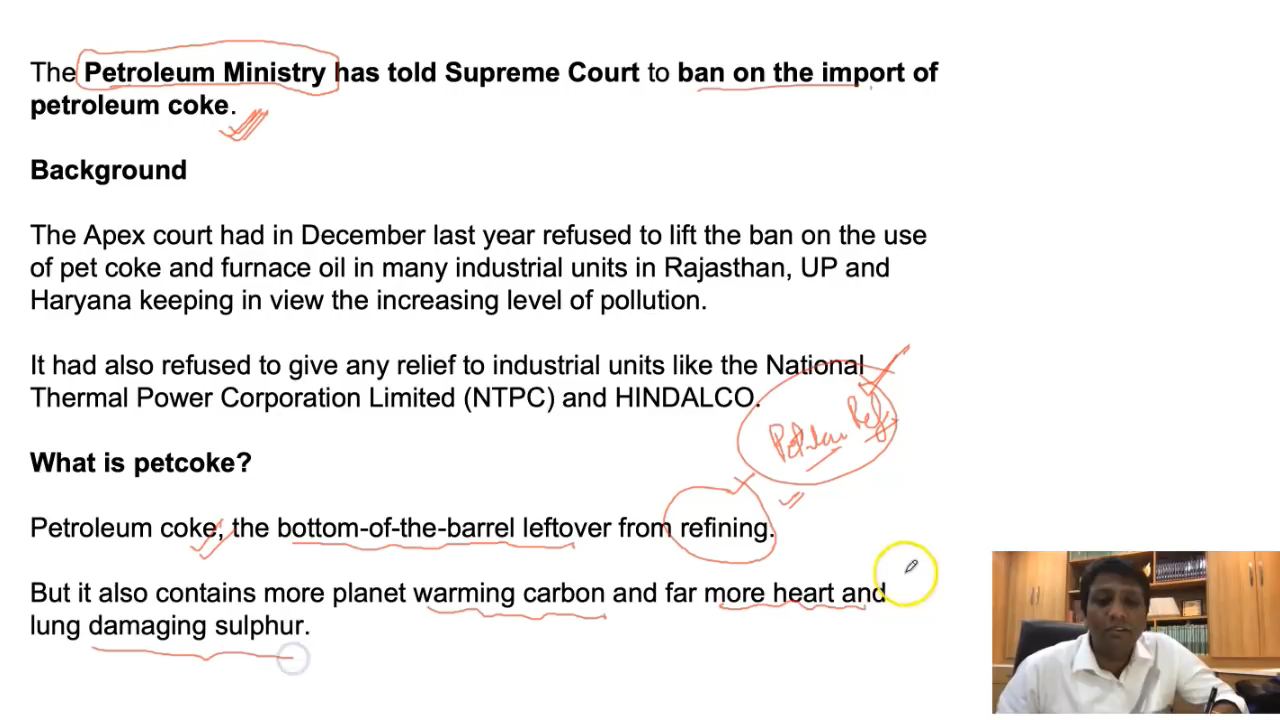 The Petroleum Ministry has told Supreme Court to ban on the import of
petroleum coke.
Background
The Apex court had in December last year refused to lift the ban on the use
of pet coke and furnace oil in many industrial units in Rajasthan, UP and
Haryana keeping in view the increasing level of pollution.
It had also refused to give any relief to industrial units like the National
Thermal Power Corporation Limited (NTPC) and HINDALCO.
What is petcoke?
Petroleum coke, the bottom-of-the-barrel leftover from refining.
But it also contains more planet warming carbon and far more heart and
lung damaging sulphur.